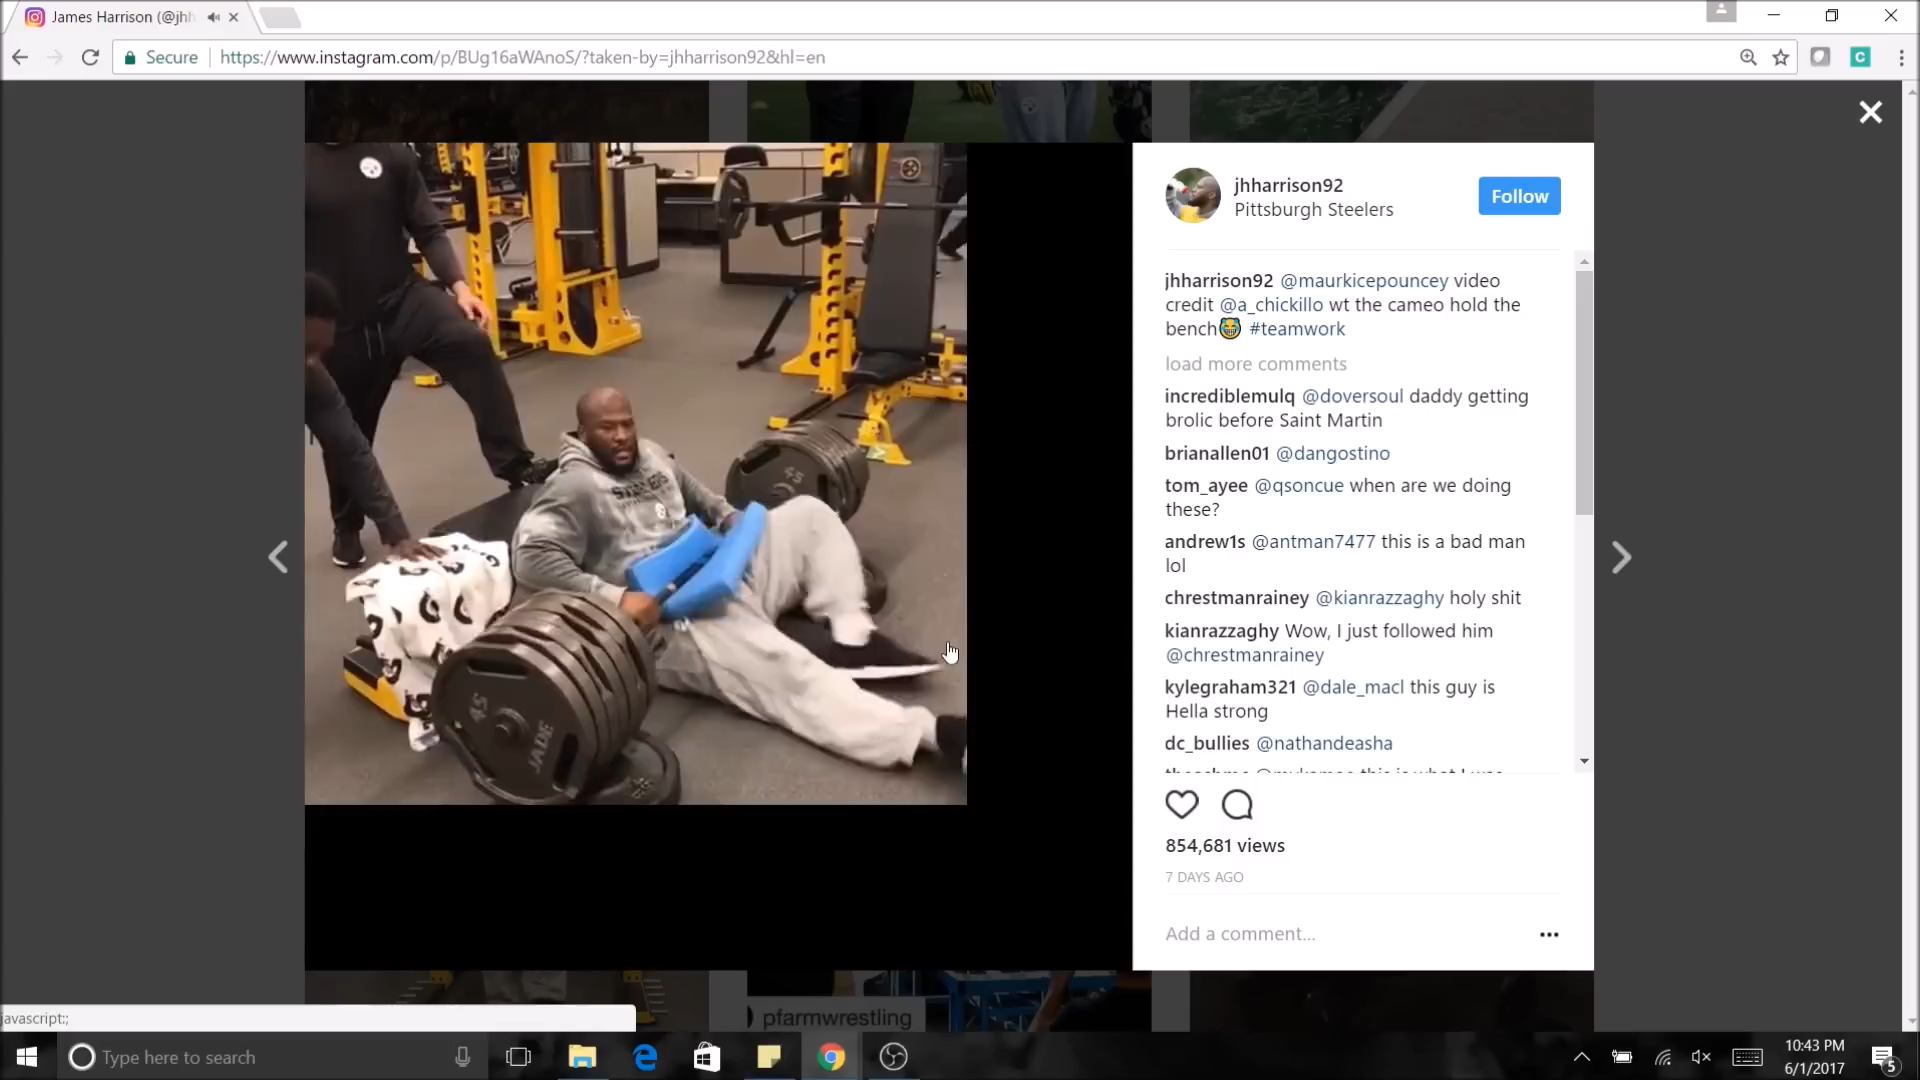 James Harrison (@jhh
Secure
https://www.instagram.com/p/BUg16aWAnoS/?taken-by=jhharrison92&hl=en
45
STEELERS
45
JADE
jhharrison92
Pittsburgh Steelers
Follow
jhharrison92 @maurkicepouncey video
credit @a_chickillo wt the cameo hold the
bench😹 #teamwork
load more comments
incrediblemulq @doversoul daddy getting
brolic before Saint Martin
brianallen01 @dangostino
tom_ayee @qsoncue when are we doing
these?
andrew1s @antman7477 this is a bad man
lol
chrestmanrainey @kianrazzaghy holy shit
kianrazzaghy Wow, I just followed him
@chrestmanrainey
kylegraham321 @dale_macl this guy is
Hella strong
dc_bullies @nathandeasha
854,681 views
7 DAYS AGO
Add a comment...
pfarmwrestling
javascript:;
Type here to search
10:43 PM
6/1/2017
5